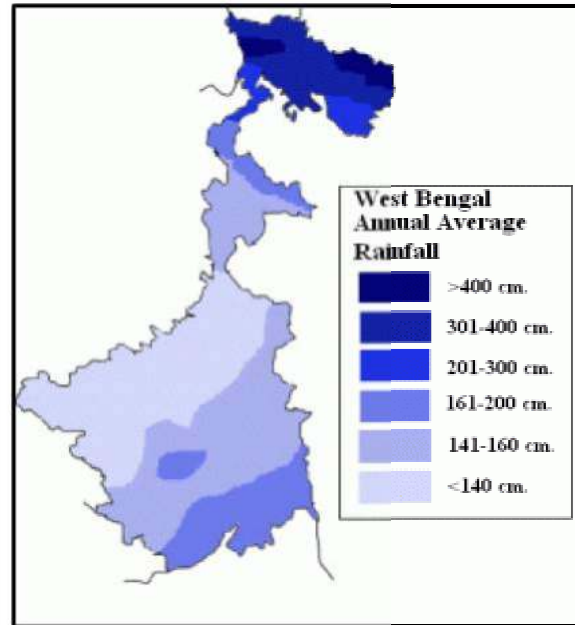 West Bengal
Annual Average
Rainfall
>400 cm.
301-400 cm.
201-300 cm.
161-200 cm.
141-160 cm.
<140 cm.